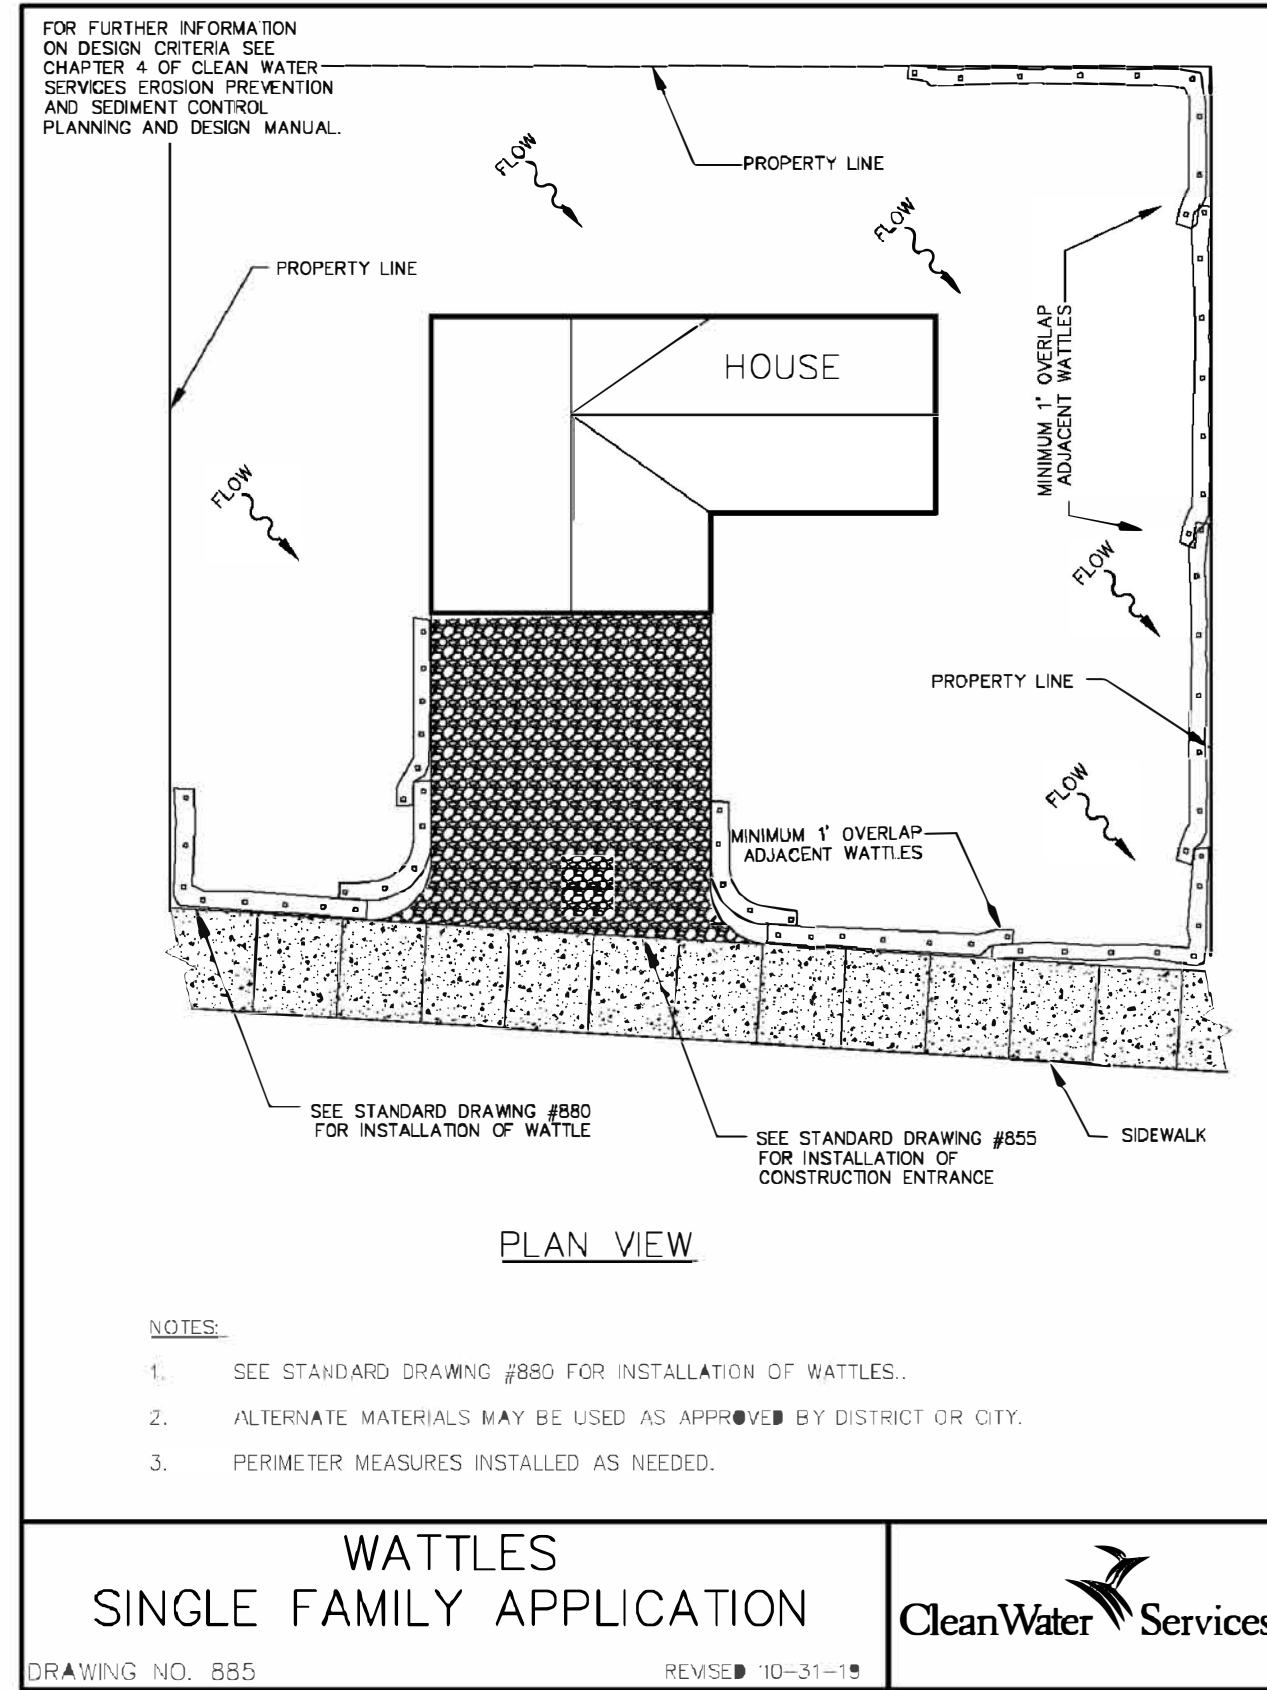 FOR FURTHER INFORMATION
ON DESIGN CRITERIA SEE
CHAPTER 4 OF CLEAN WATER
SERVICES EROSION PREVENTION
AND SEDIMENT CONTROL
PLANNING AND DESIGN MANUAL.
FLOW
PROPERTY LINE
FLOW
PROPERTY LINE
MINIMUM 1' OVERLAP
ADJACENT WATTLES
HOUSE
FLOW
FLOW
PROPERTY LINE
FLOW
MINIMUM 1' OVERLAP
ADJACENT WATTLES
SEE STANDARD DRAWING #880
FOR INSTALLATION OF WATTLE
SEE STANDARD DRAWING #855
FOR INSTALLATION OF
CONSTRUCTION ENTRANCE
SIDEWALK
PLAN VIEW
NOTES:
1. SEE STANDARD DRAWING #880 FOR INSTALLATION OF WATTLES..
2. ALTERNATE MATERIALS MAY BE USED AS APPROVED BY DISTRICT OR CITY.
3. PERIMETER MEASURES INSTALLED AS NEEDED.
WATTLES
SINGLE FAMILY APPLICATION
DRAWING NO. 885
REVISED 10-31-19
CleanWater Services